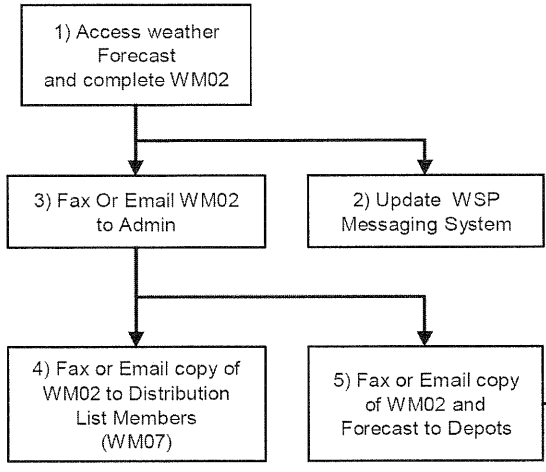 1) Access weather
Forecast
and complete WM02
3) Fax Or Email WM02
to Admin
2) Update WSP
Messaging System
4) Fax or Email copy of
WM02 to Distribution
List Members
(WM07)
5) Fax or Email copy
of WM02 and
Forecast to Depots